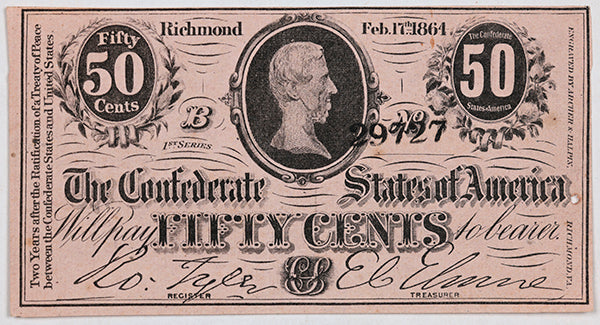 Fifty
50
Cents
Richmond
Feb. 17th 1864
The Confederate
50
States of America
B
1ST SERIES
No
29727
The Confederate States of America
Will pay FIFTY CENTS to bearer.
Ro. Tyler
REGISTER
CS
TREASURER
Two Years after the Ratification of a Treaty of Peace
between the Confederate States and United States.
ENGRAVED BY ARCHER & HALPIN.
RICHMOND, VA